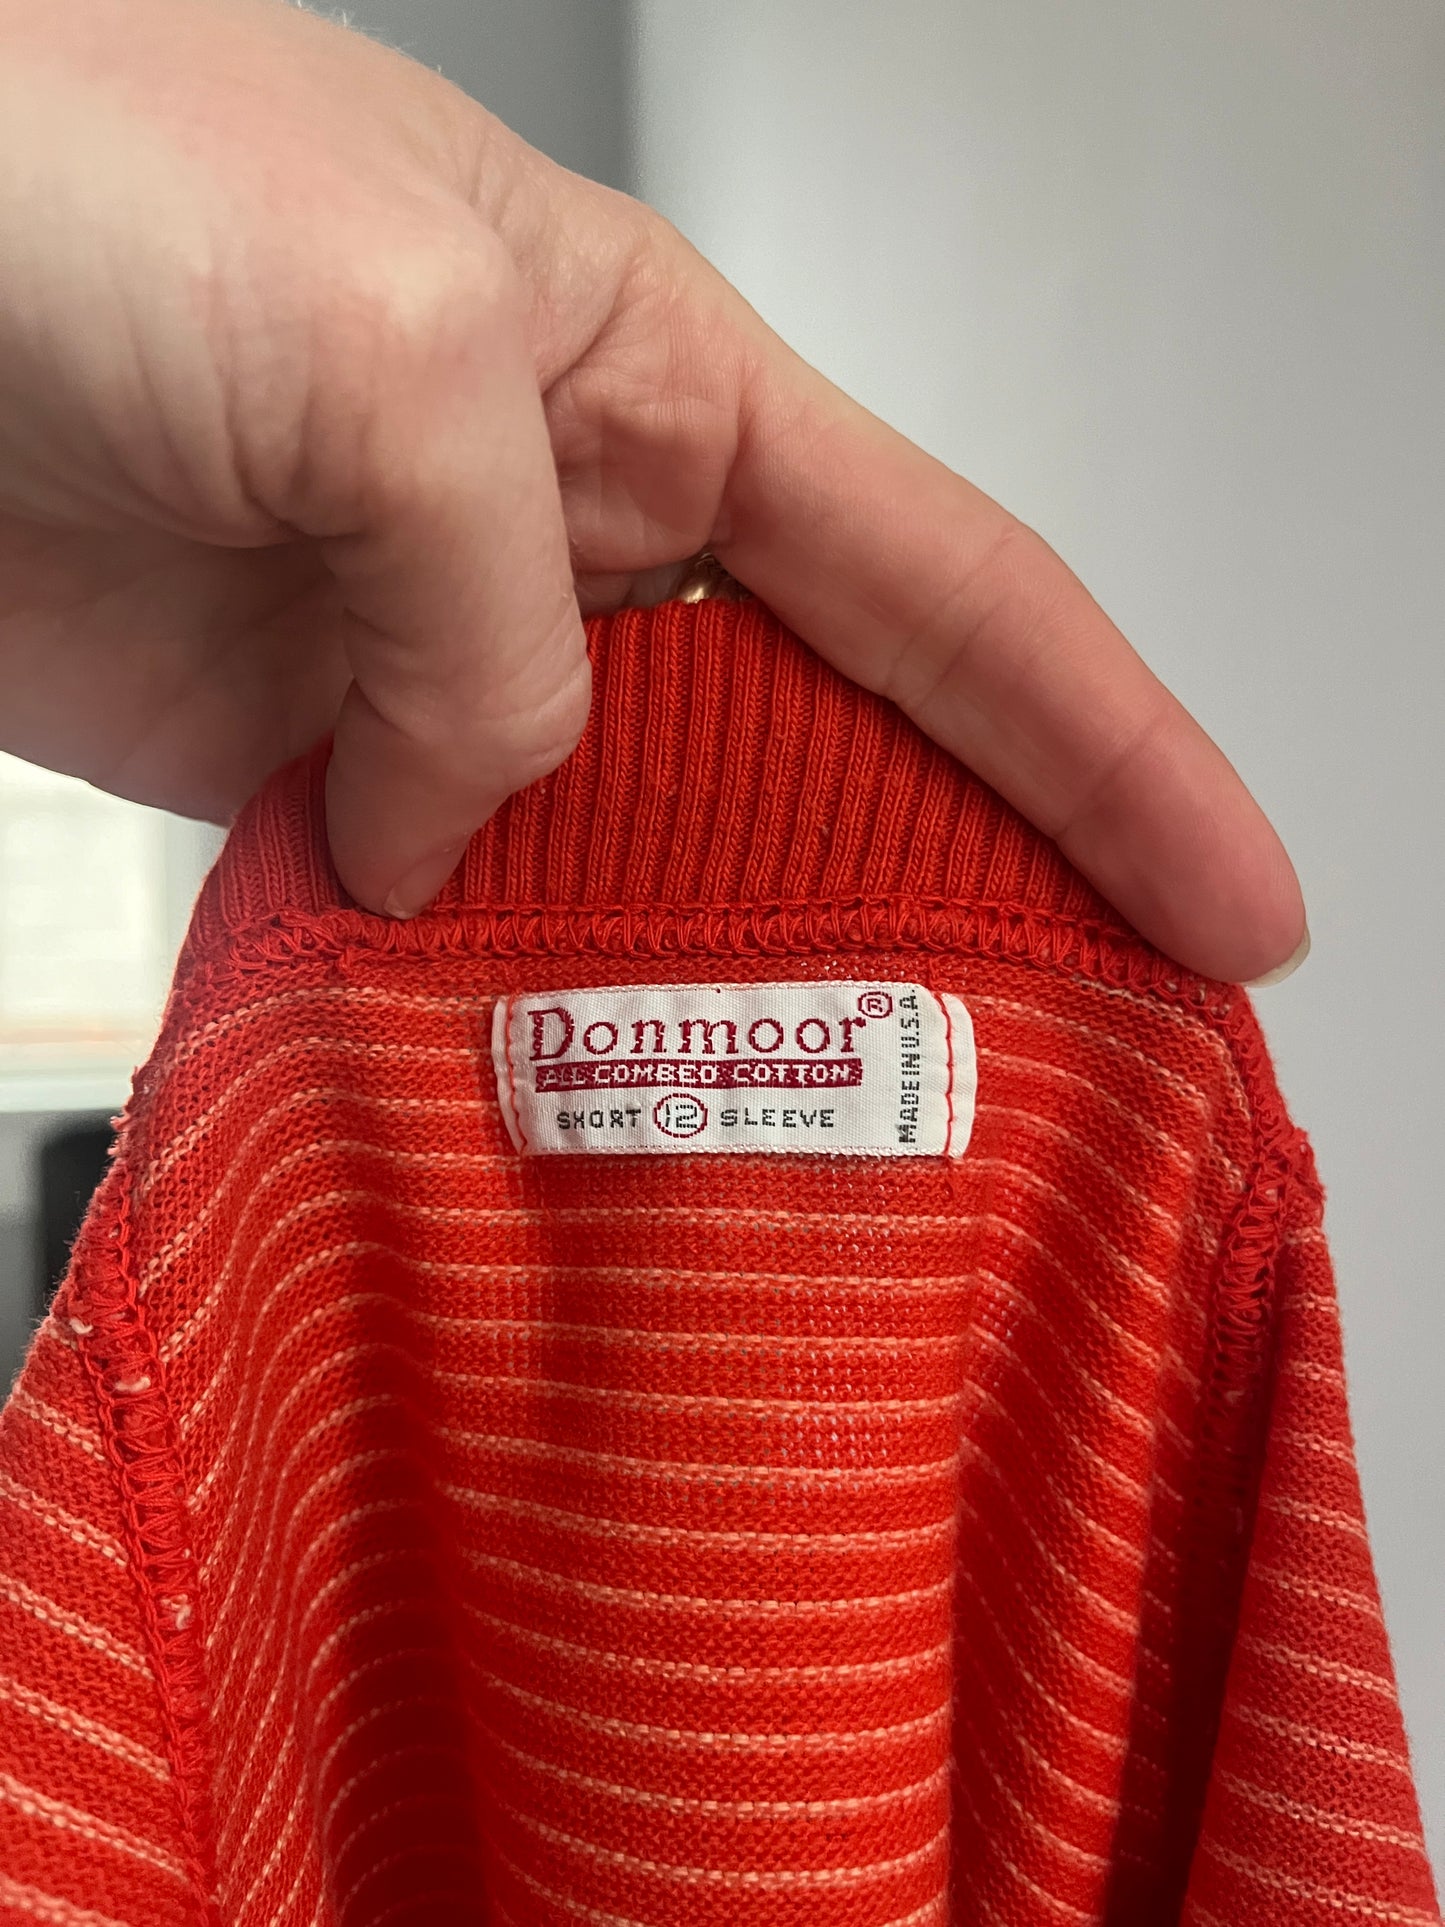 Donmoor®
ALL COMBED COTTON
SHORT 12 SLEEVE
MADE IN U.S.A.